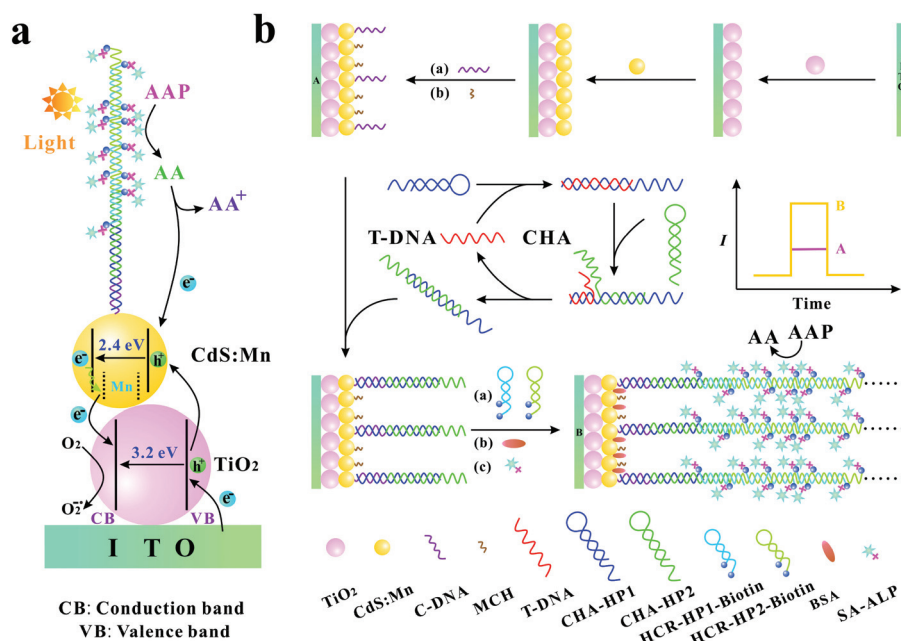 a
AAP
Light
AA
AA+
e-
2.4 eV
CdS:Mn
e-
h+
Mn
e-
O2
3.2 eV
TiO2
h+
O2-•
e-
CB
VB
I T O
CB: Conduction band
VB: Valence band
b
A
(a)
(b)
T-DNA
CHA
I
B
A
Time
AA
AAP
(a)
(b)
(c)
B
TiO2
CdS:Mn
C-DNA
MCH
T-DNA
CHA-HP1
CHA-HP2
HCR-HP1-Biotin
HCR-HP2-Biotin
BSA
SA-ALP